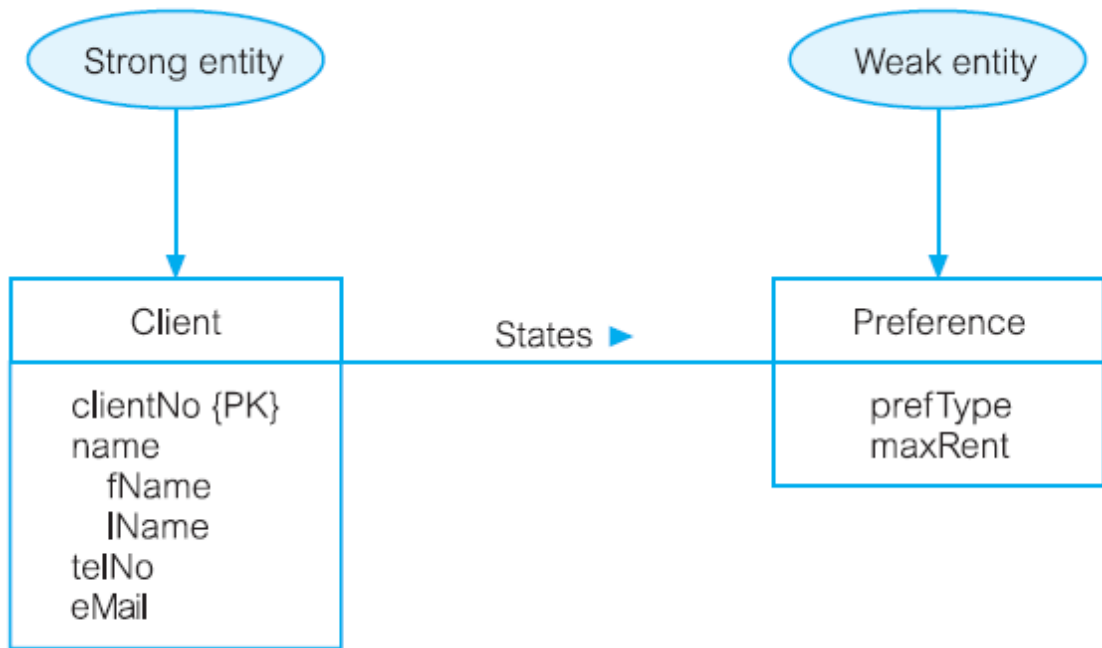 Strong entity
Weak entity
Client
States ►
Preference
clientNo {PK}
name
fName
lName
telNo
eMail
prefType
maxRent